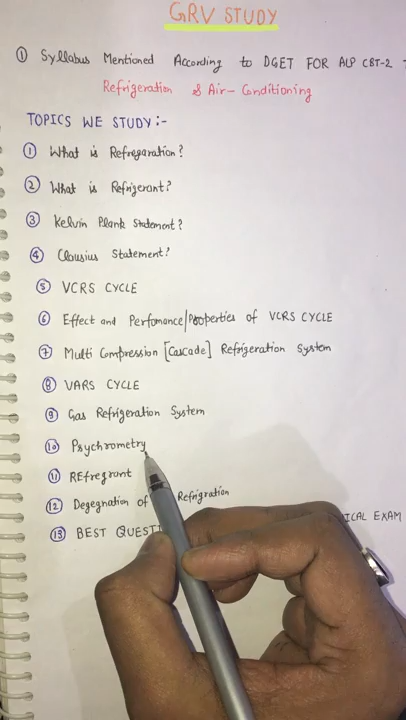 GRV STUDY
① Syllabus Mentioned According to DGET FOR ALP CBT-2
Refrigeration & Air-Conditioning
TOPICS WE STUDY:-
① What is Refregaration?
② What is Refrigerant?
③ Kelvin Plank Statement?
④ Clousius Statement?
⑤ VCRS CYCLE
⑥ Effect and Perfomance/Properties of VCRS CYCLE
⑦ Multi Compression [Cascade] Refrigeration System
⑧ VARS CYCLE
⑨ Gas Refrigeration System
⑩ Psychrometry
⑪ REfregrant
⑫ Degegnation of Refrigration
⑬ BEST QUESTI ICAL EXAM